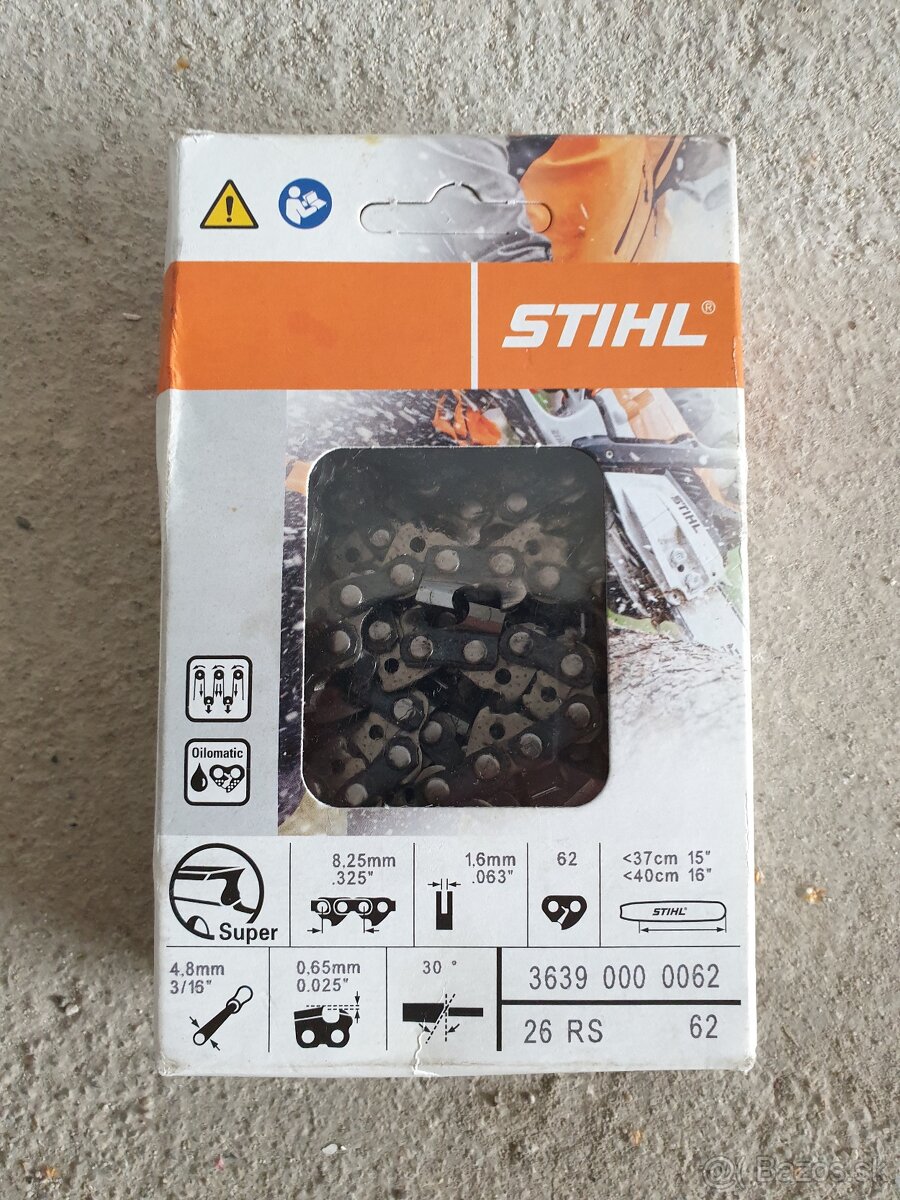 STIHL®
STIHL
Oilomatic
Super
8,25mm
.325"
1,6mm
.063"
62
<37cm 15"
<40cm 16"
STIHL®
4,8mm
3/16"
0,65mm
0.025"
30 °
3639 000 0062
26 RS 62
@ Bazos.sk